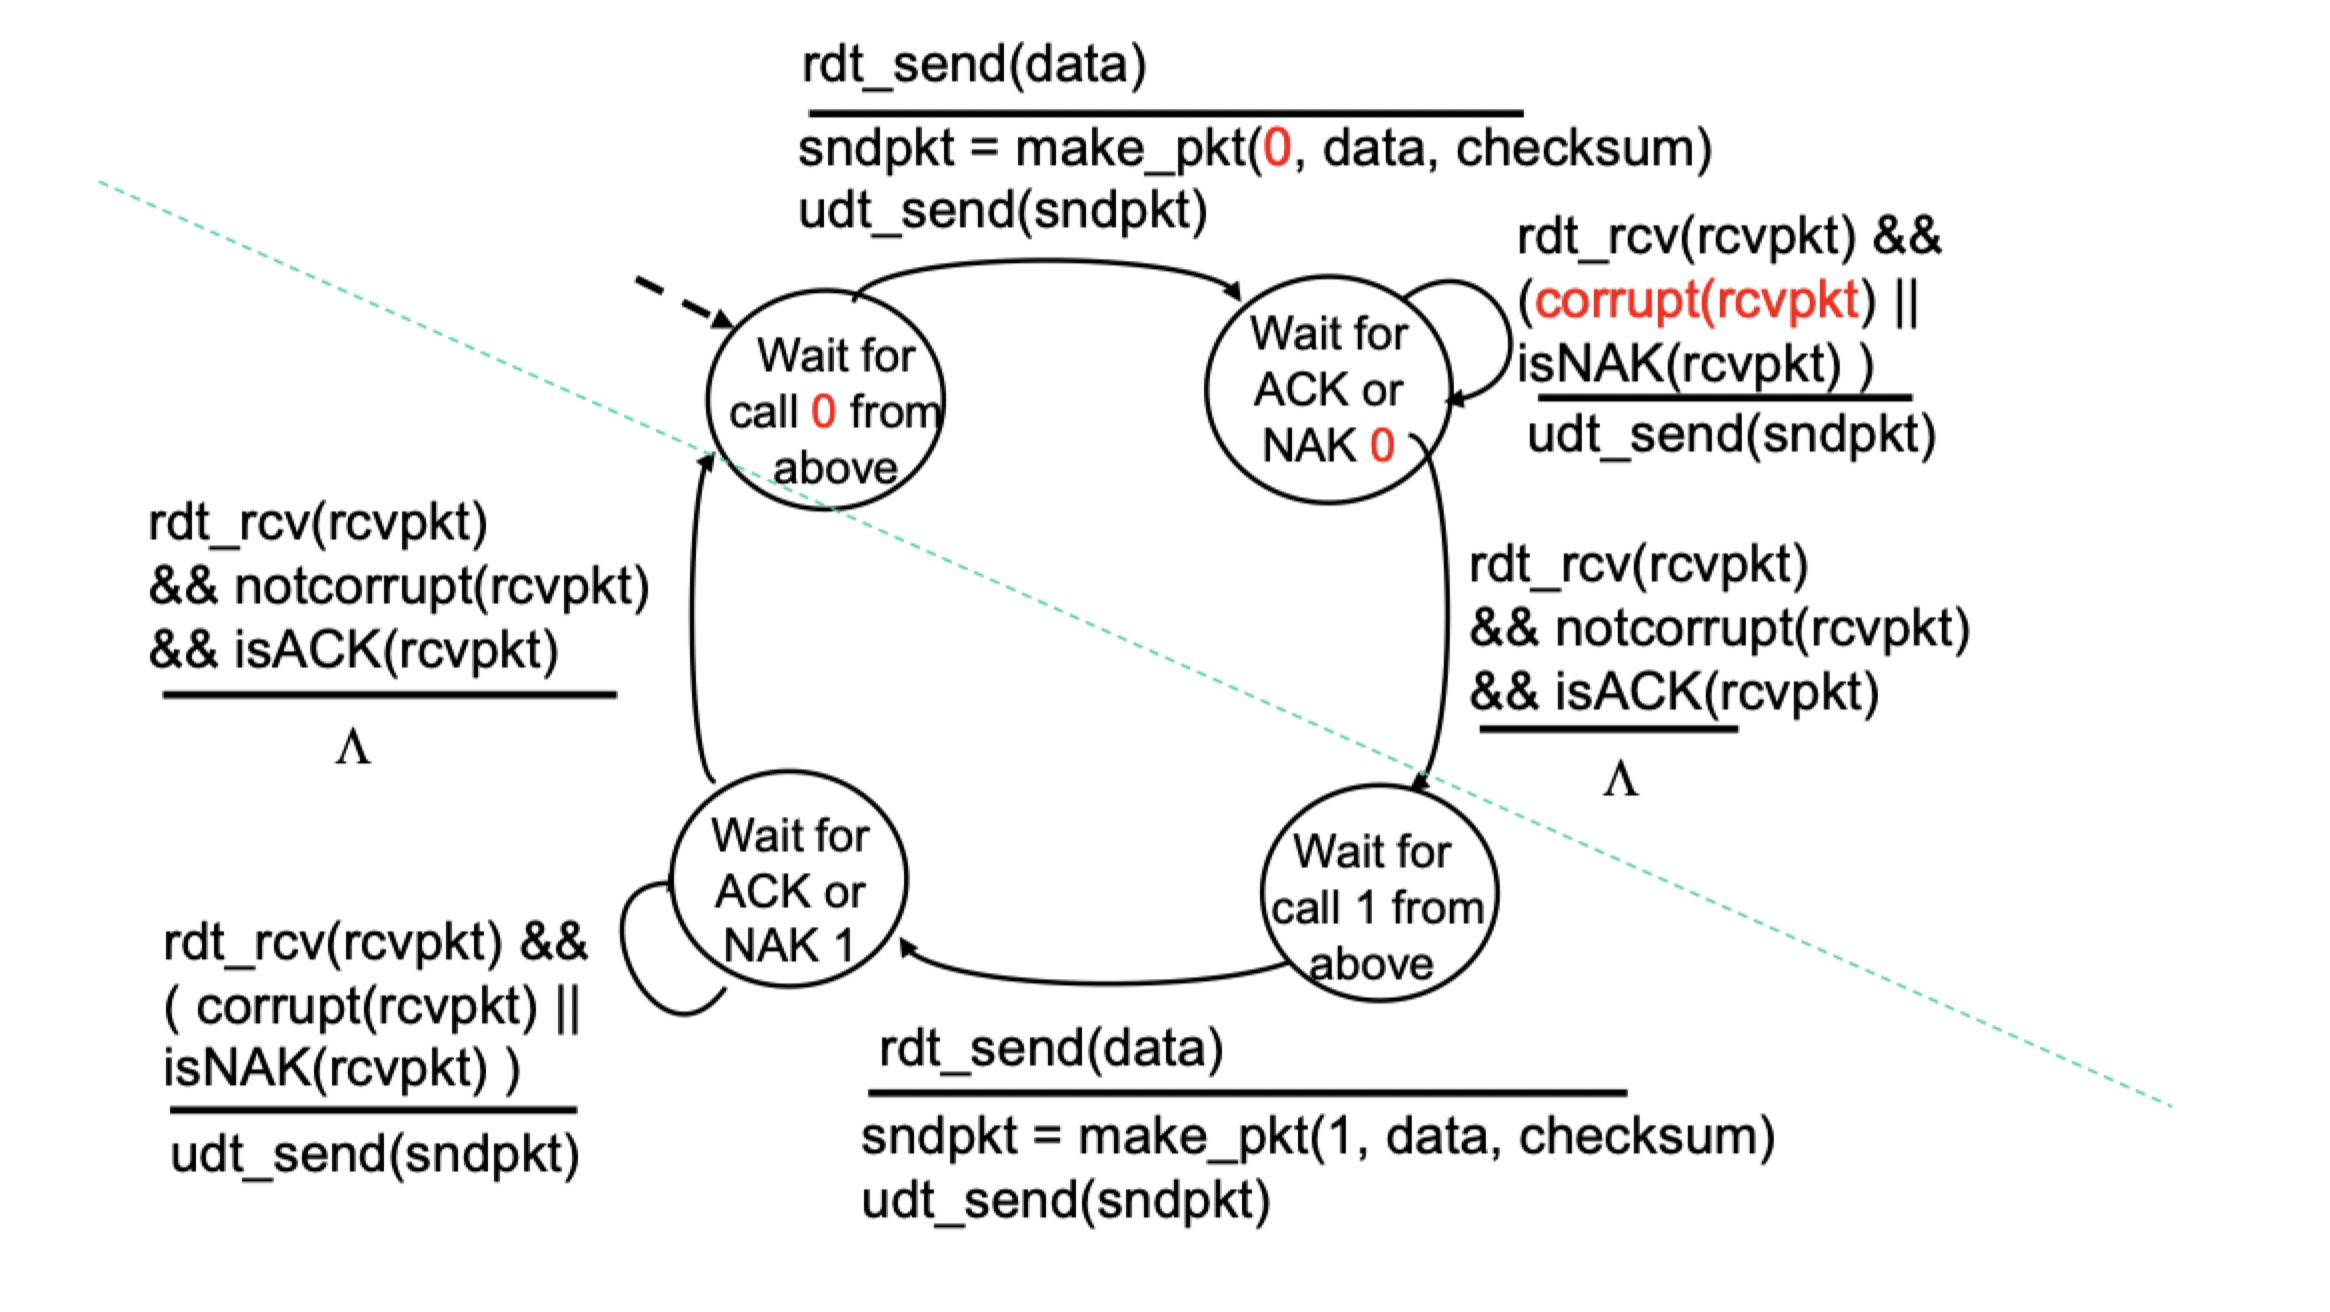 rdt_send(data)
sndpkt = make_pkt(0, data, checksum)
udt_send(sndpkt)
Wait for
call 0 from
above
Wait for
ACK or
NAK 0
rdt_rcv(rcvpkt) &&
(corrupt(rcvpkt) ||
isNAK(rcvpkt) )
udt_send(sndpkt)
rdt_rcv(rcvpkt)
&& notcorrupt(rcvpkt)
&& isACK(rcvpkt)
Λ
rdt_rcv(rcvpkt)
&& notcorrupt(rcvpkt)
&& isACK(rcvpkt)
Λ
Wait for
ACK or
NAK 1
Wait for
call 1 from
above
rdt_rcv(rcvpkt) &&
( corrupt(rcvpkt) ||
isNAK(rcvpkt) )
udt_send(sndpkt)
rdt_send(data)
sndpkt = make_pkt(1, data, checksum)
udt_send(sndpkt)